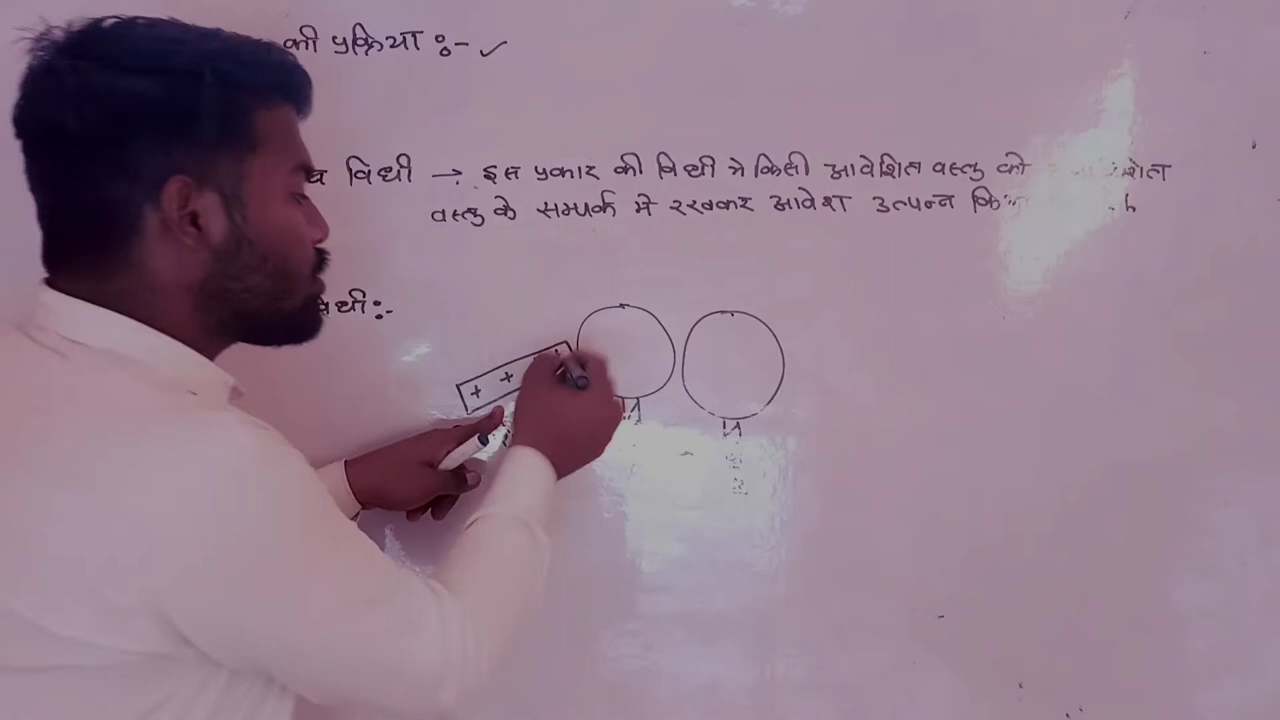 की प्रक्रिया :- ✓
विधी → इस प्रकार की विधी मे किसी आवेशित वस्तु को
वस्तु के सम्पर्क मे रखकर आवेश उत्पन्न
विधी:-
+ +